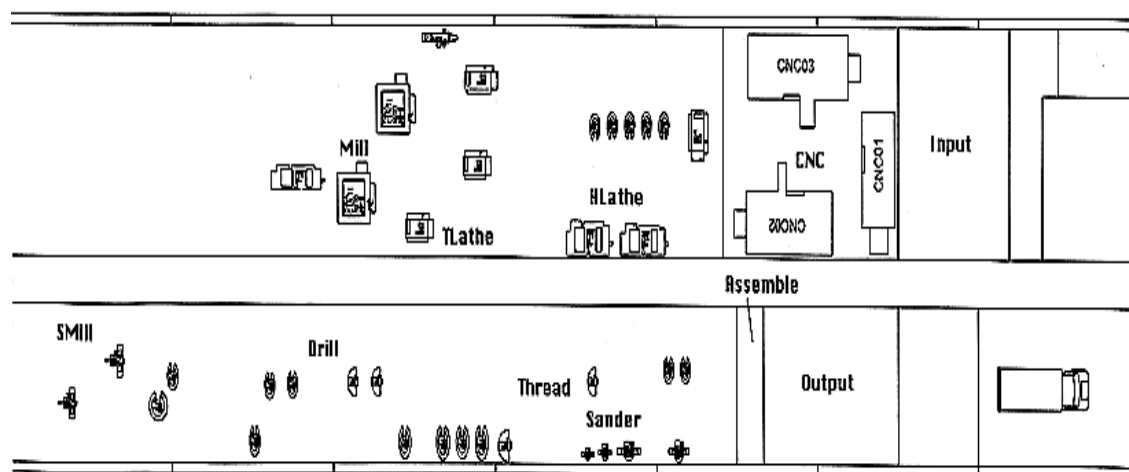 CNC03
Mill
CNC
CNC01
Input
HLathe
TLathe
CNC02
Assemble
SMill
Drill
Thread
Output
Sander